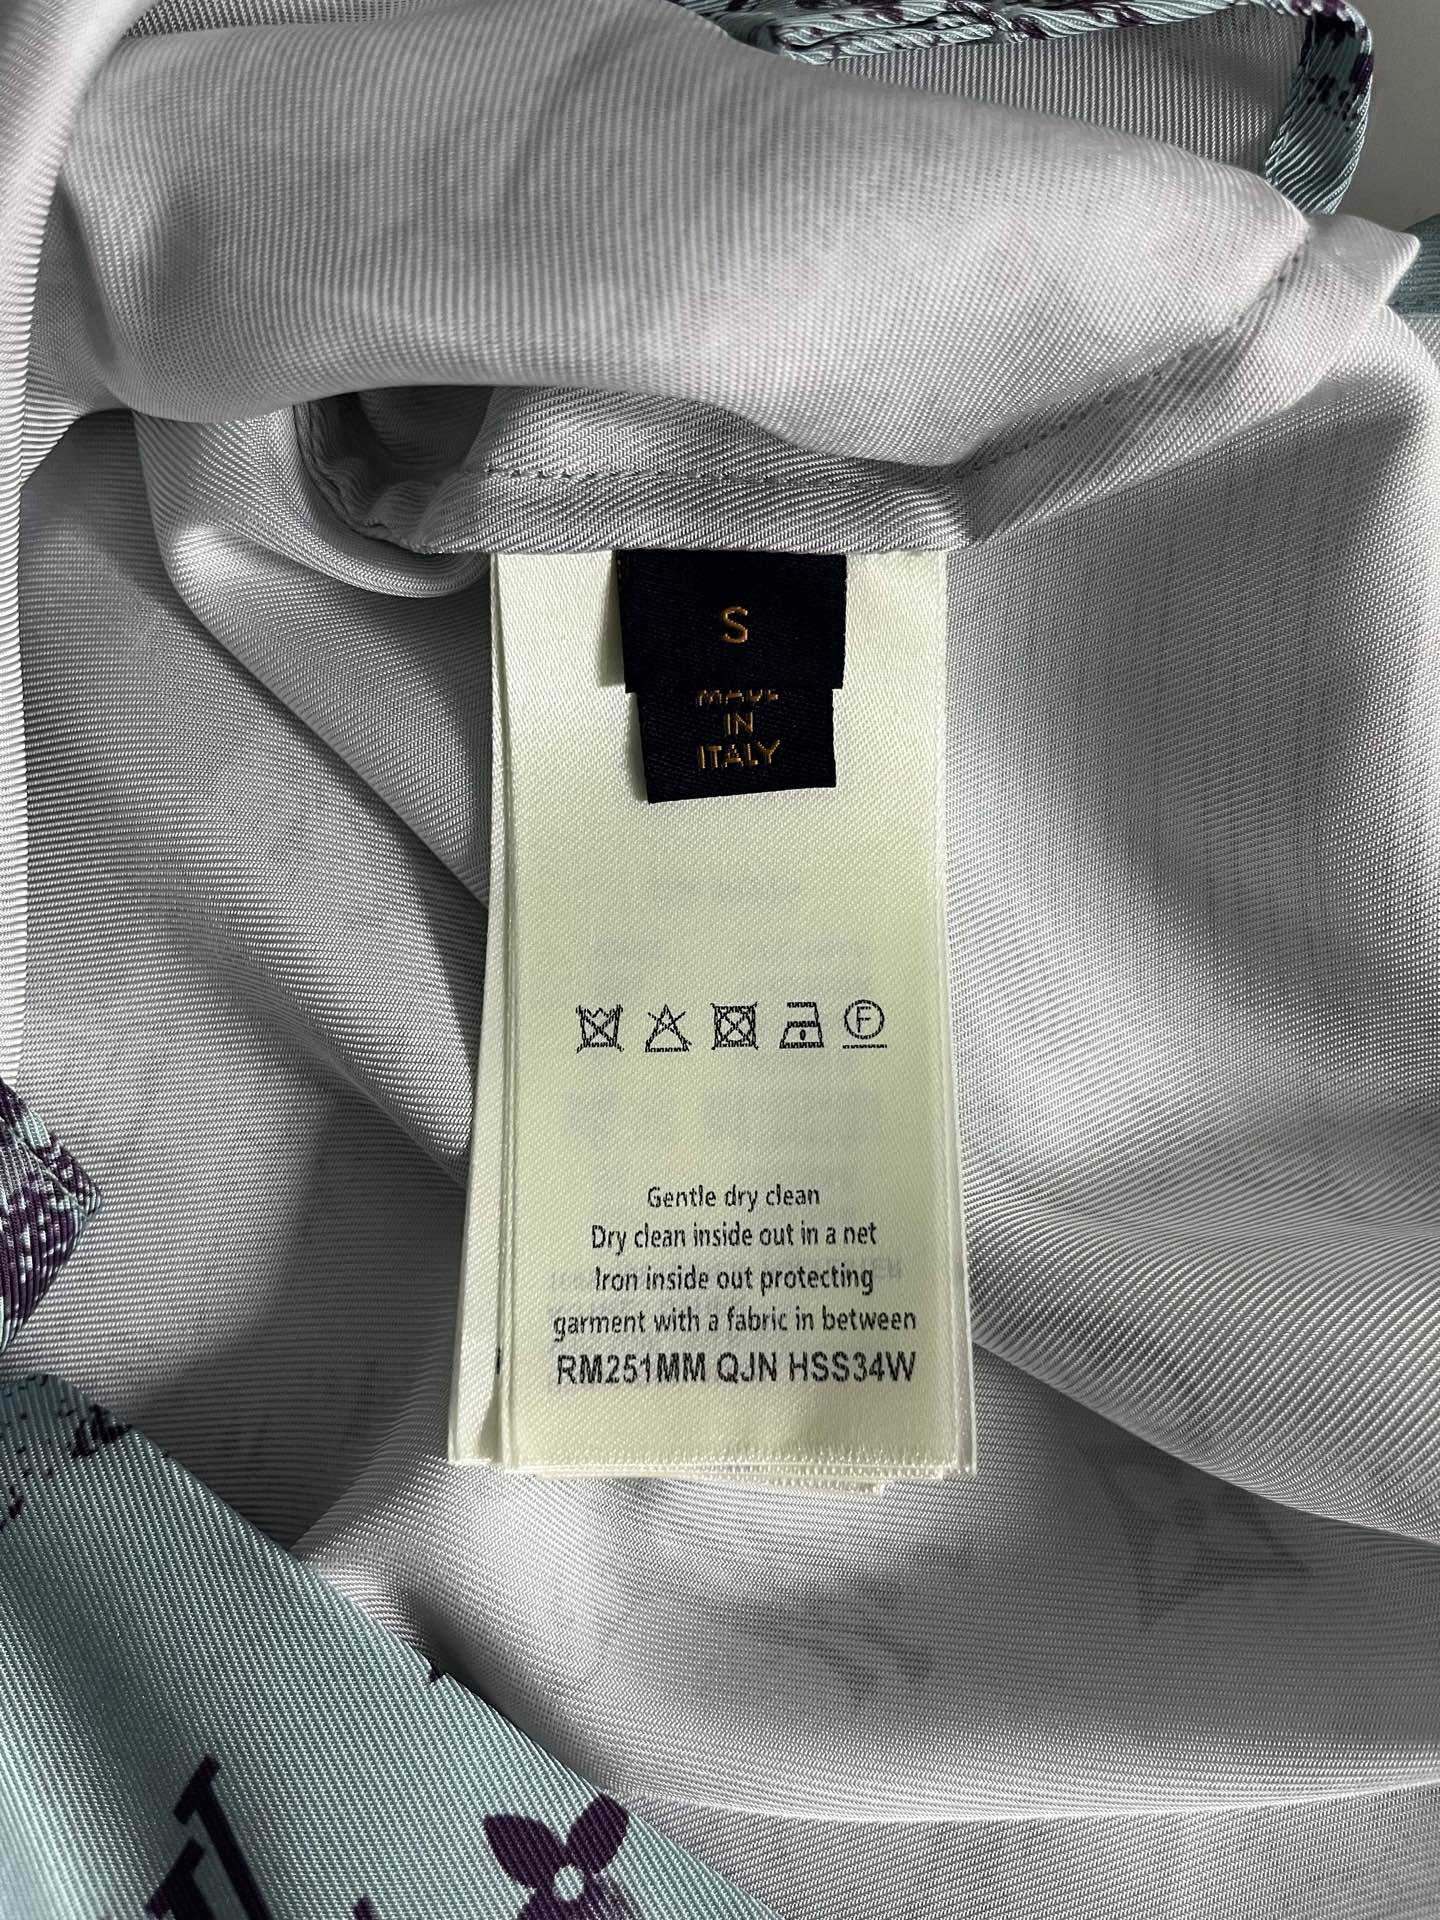 S
MADE
IN
ITALY
F
Gentle dry clean
Dry clean inside out in a net
Iron inside out protecting
garment with a fabric in between
RM251MM QJN HSS34W
LV